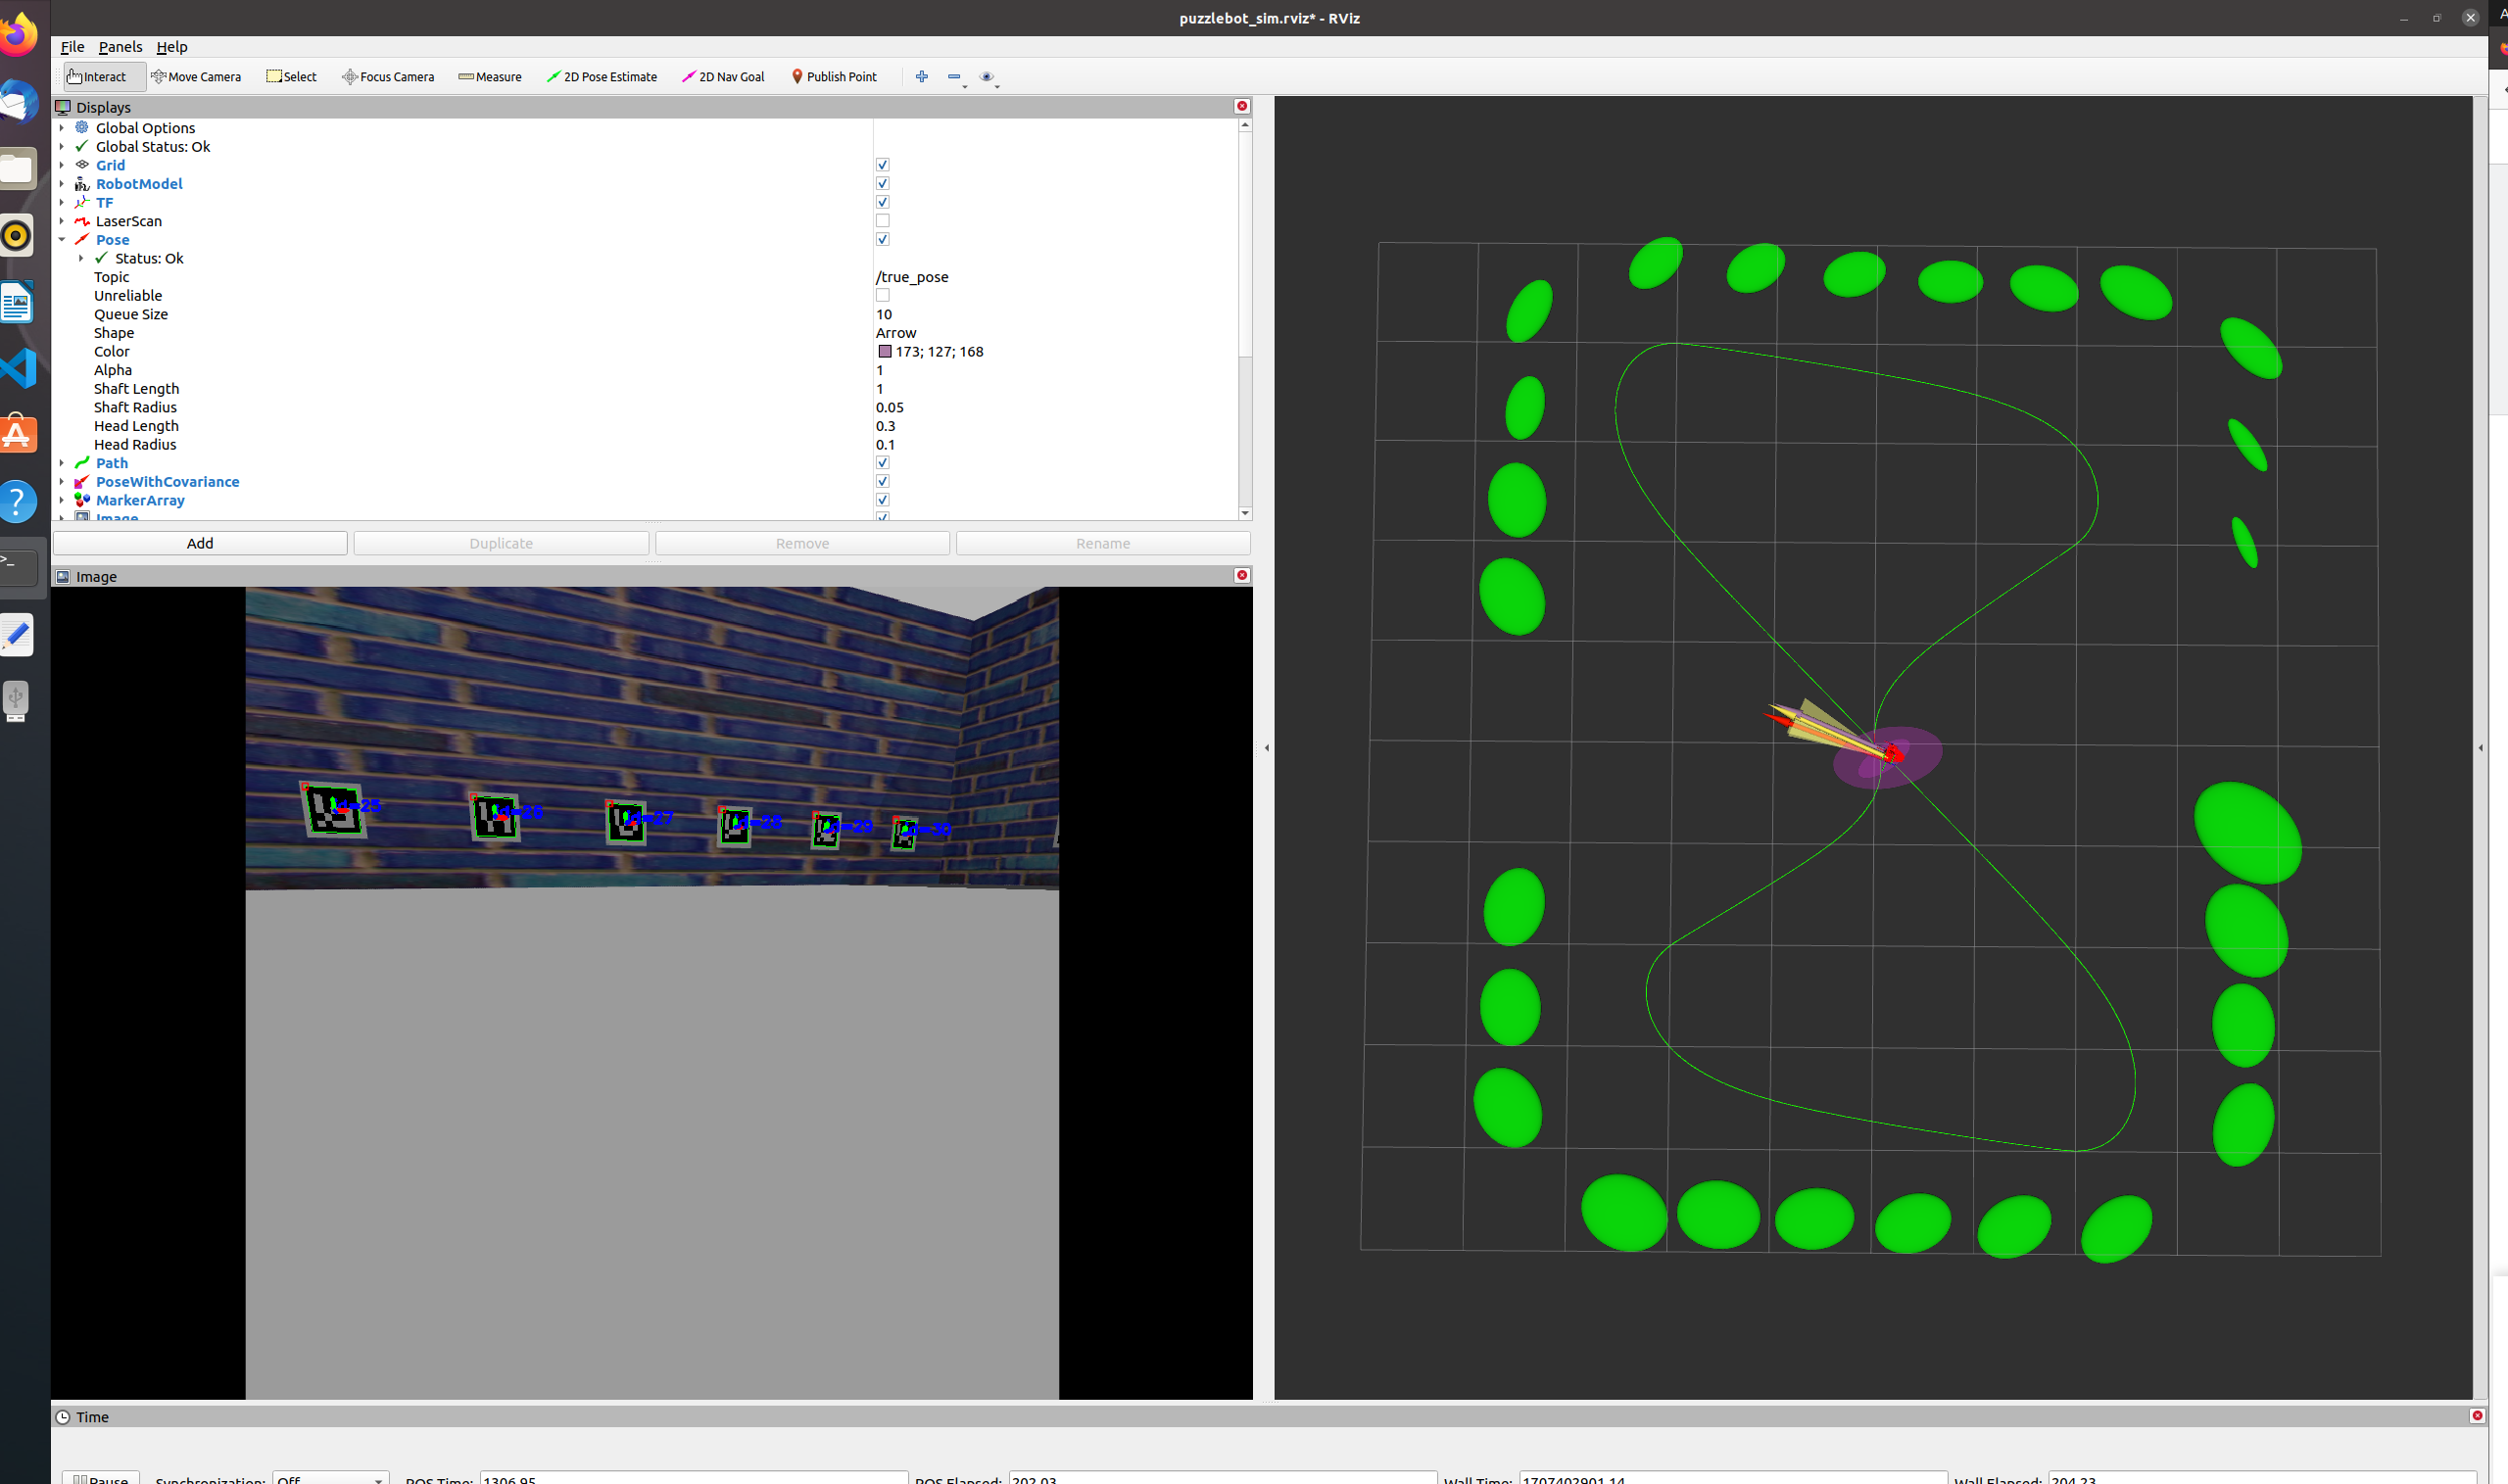 puzzlebot_sim.rviz* - RViz
File Panels Help
Interact Move Camera Select Focus Camera Measure 2D Pose Estimate 2D Nav Goal Publish Point
Displays
Global Options
Global Status: Ok
Grid
RobotModel
TF
LaserScan
Pose
Status: Ok
Topic /true_pose
Unreliable
Queue Size 10
Shape Arrow
Color 173; 127; 168
Alpha 1
Shaft Length 1
Shaft Radius 0.05
Head Length 0.3
Head Radius 0.1
Path
PoseWithCovariance
MarkerArray
Image
Add Duplicate Remove Rename
Image
id=25 id=26 id=27 id=28 id=29 id=30
Time
Pause Synchronization: Off ROS Time: 1306.95 ROS Elapsed: 202.03 Wall Time: 1707402901.14 Wall Elapsed: 204.23